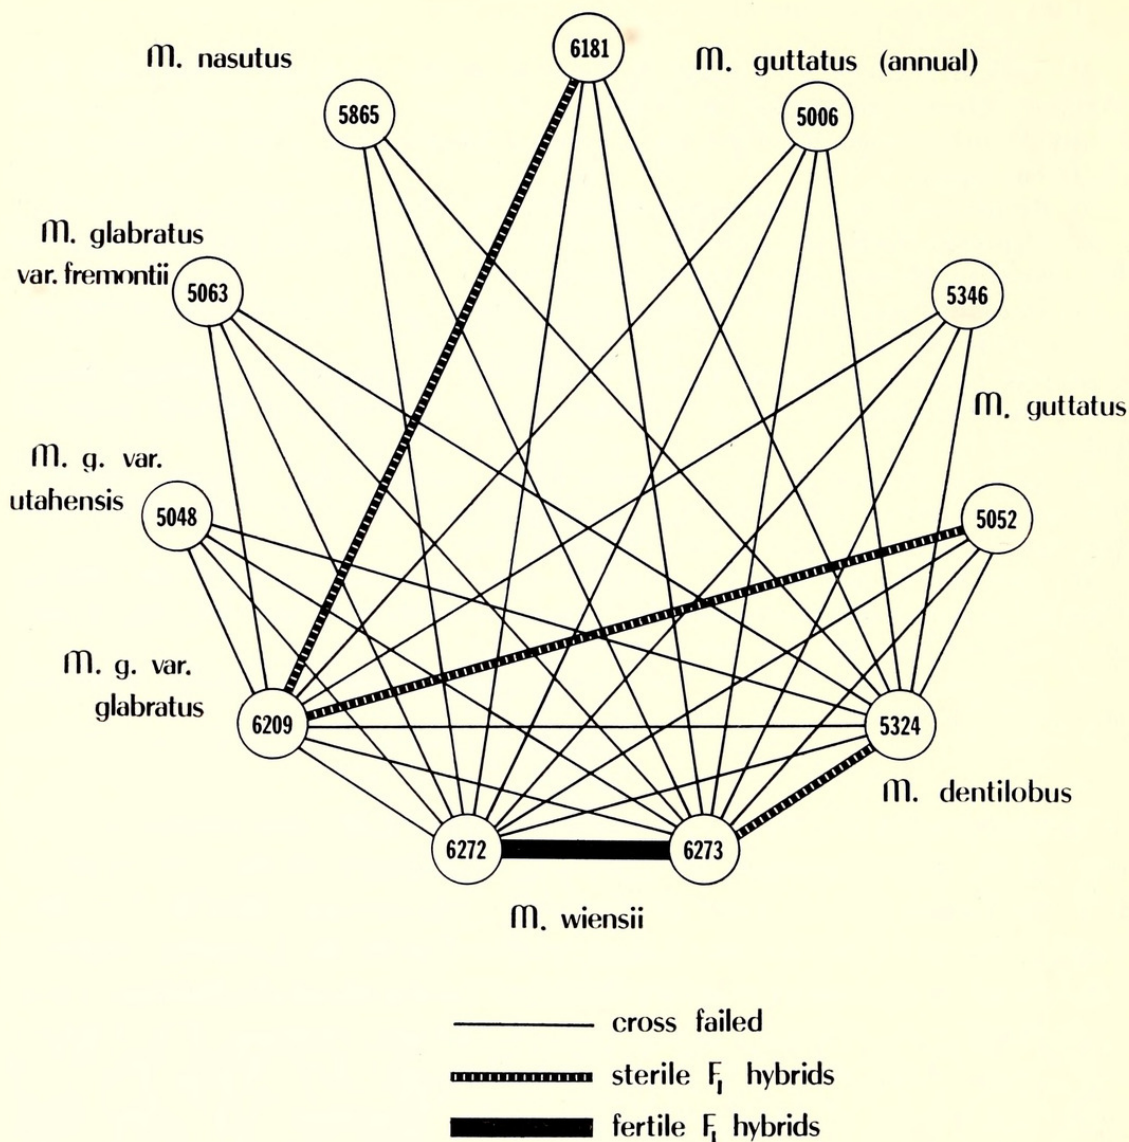 6181
M. nasutus
M. guttatus (annual)
5865
5006
M. glabratus
var. fremontii
5063
5346
M. guttatus
M. g. var.
utahensis
5048
5052
M. g. var.
glabratus
6209
5324
M. dentilobus
6272
6273
M. wiensii
cross failed
sterile F₁ hybrids
fertile F₁ hybrids